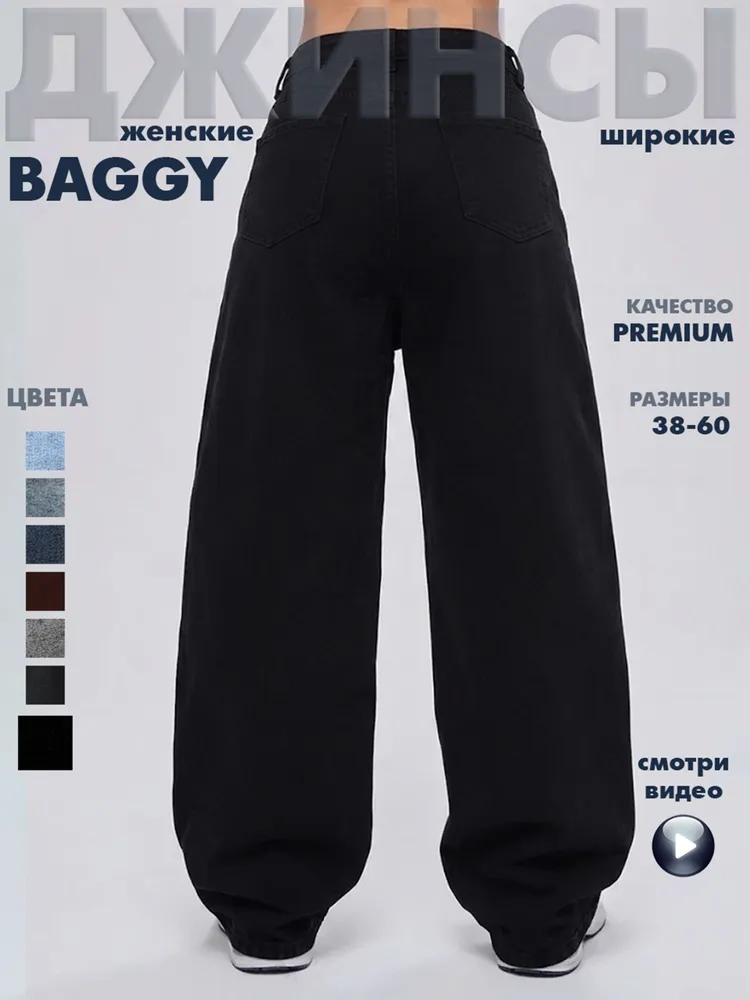 ДЖИНСЫ
женские
широкие
BAGGY
КАЧЕСТВО
PREMIUM
ЦВЕТА
РАЗМЕРЫ
38-60
смотри
видео